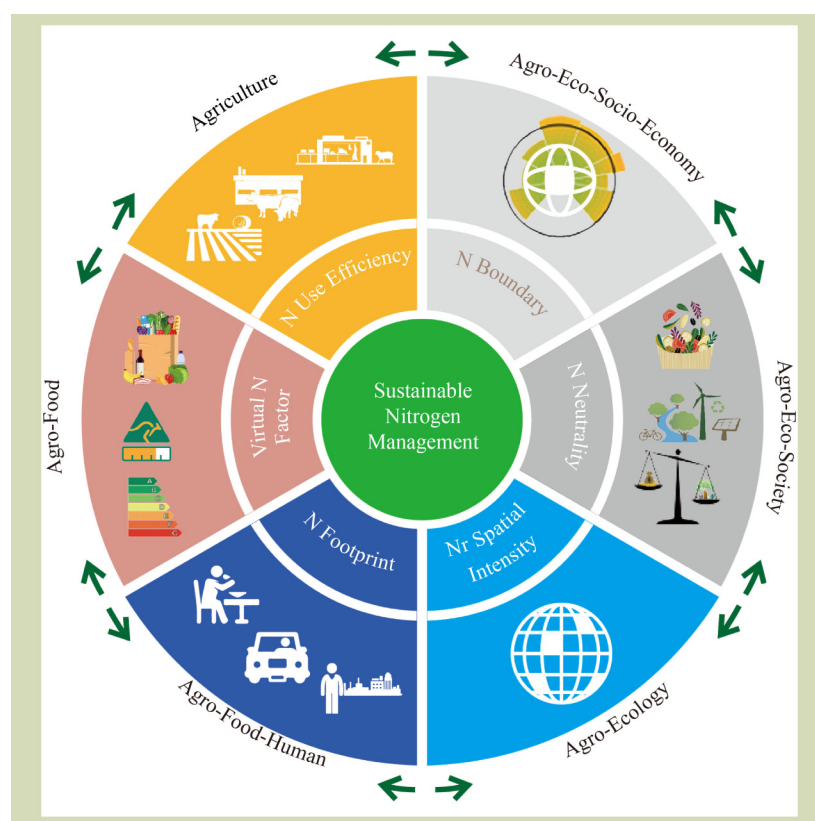 Agriculture
Agro-Eco-Socio-Economy
N Use Efficiency
N Boundary
Agro-Food
Virtual N
Factor
Sustainable
Nitrogen
Management
N Neutrality
Agro-Eco-Society
N Footprint
Nr Spatial
Intensity
Agro-Food-Human
Agro-Ecology